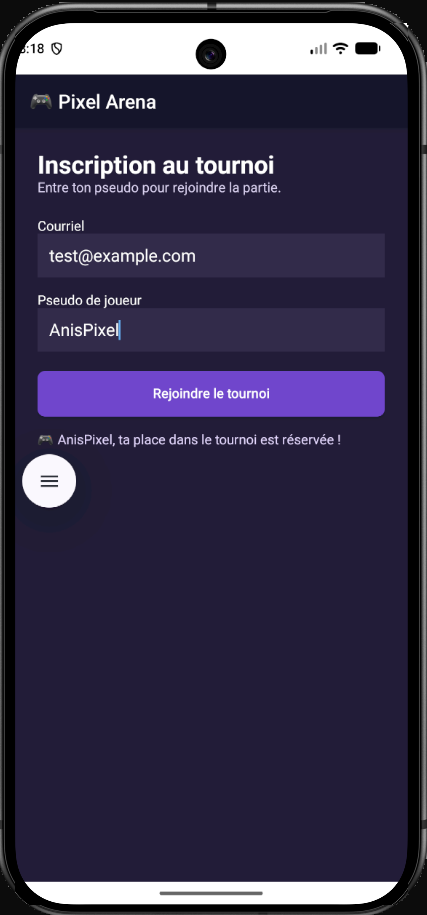 :18
🎮 Pixel Arena
Inscription au tournoi
Entre ton pseudo pour rejoindre la partie.
Courriel
test@example.com
Pseudo de joueur
AnisPixel
Rejoindre le tournoi
🎮 AnisPixel, ta place dans le tournoi est réservée !